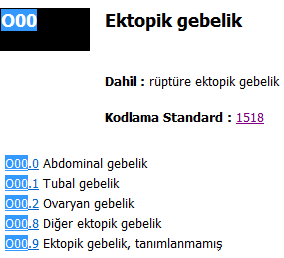 O00 Ektopik gebelik
Dahil : rüptüre ektopik gebelik
Kodlama Standard : 1518
O00.0 Abdominal gebelik
O00.1 Tubal gebelik
O00.2 Ovaryan gebelik
O00.8 Diğer ektopik gebelik
O00.9 Ektopik gebelik, tanımlanmamış